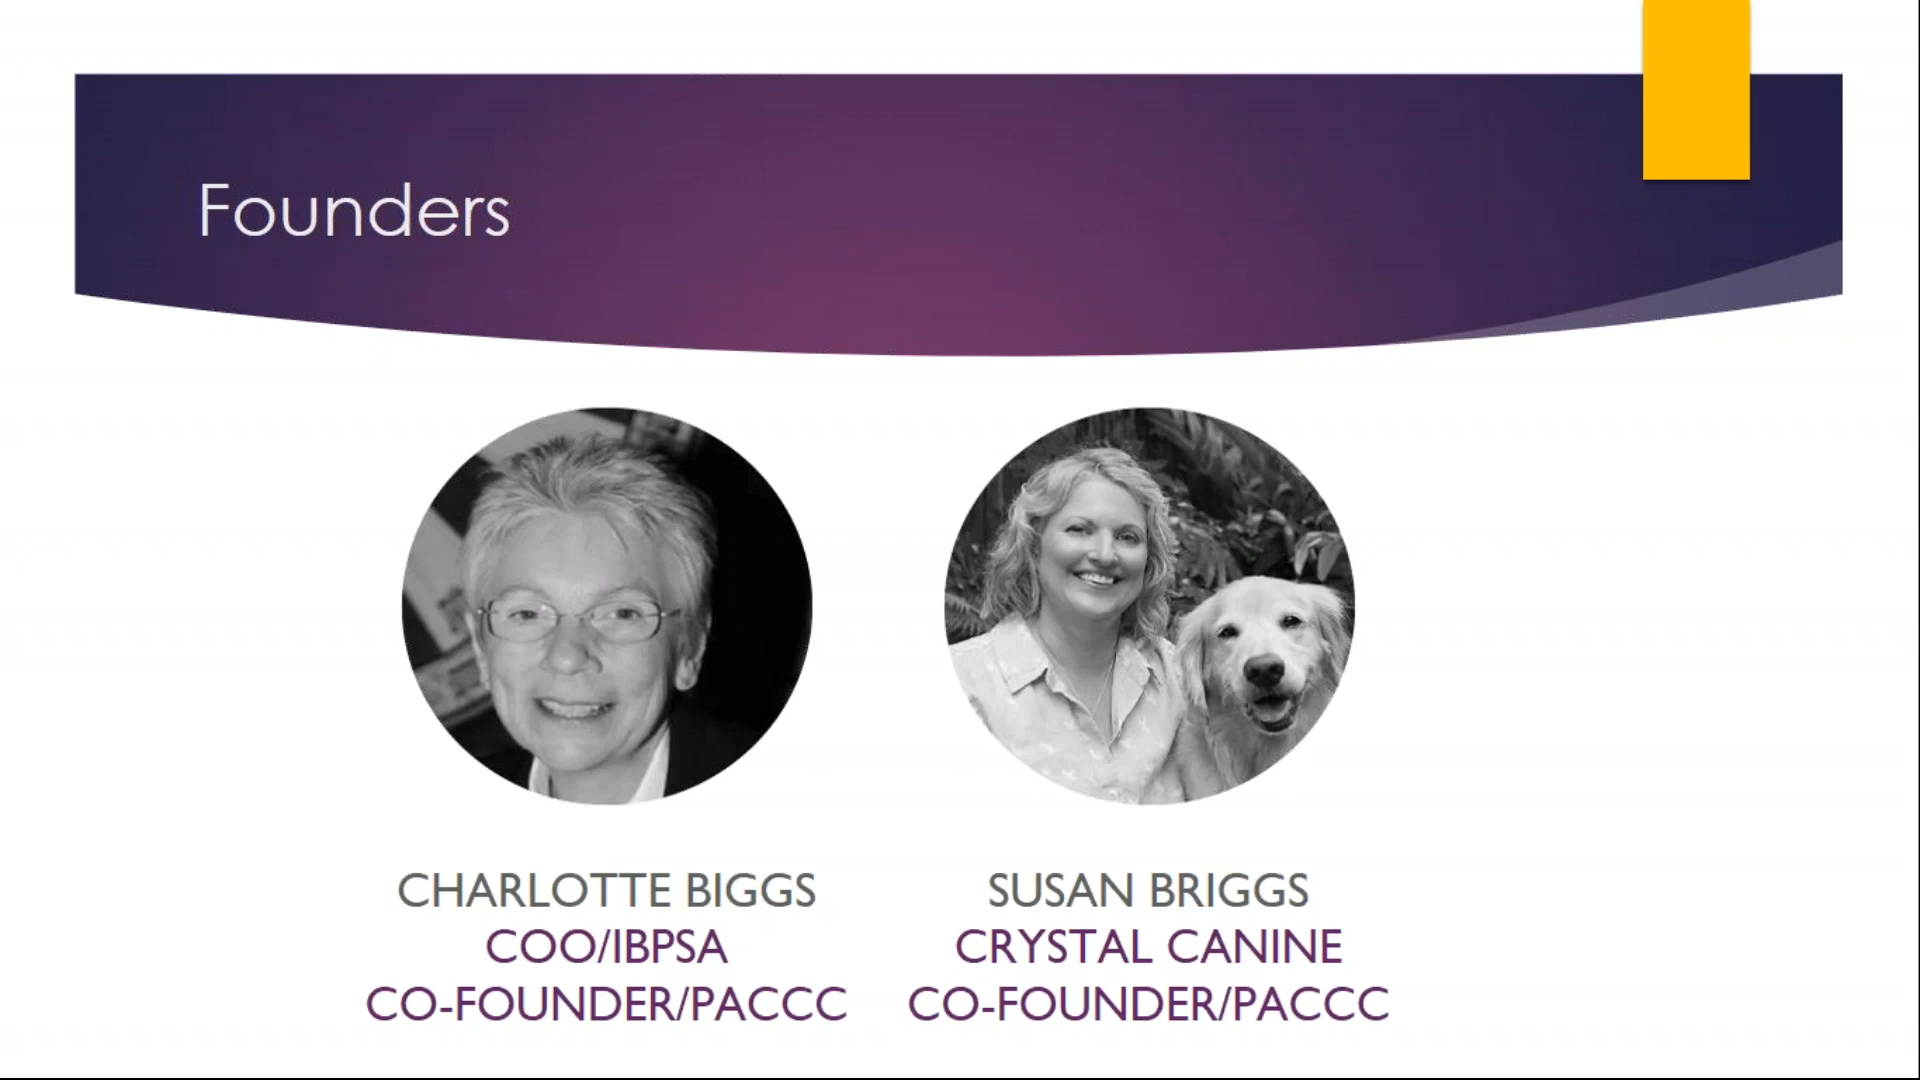 Founders
CHARLOTTE BIGGS
COO/IBPSA
CO-FOUNDER/PACCC
SUSAN BRIGGS
CRYSTAL CANINE
CO-FOUNDER/PACCC